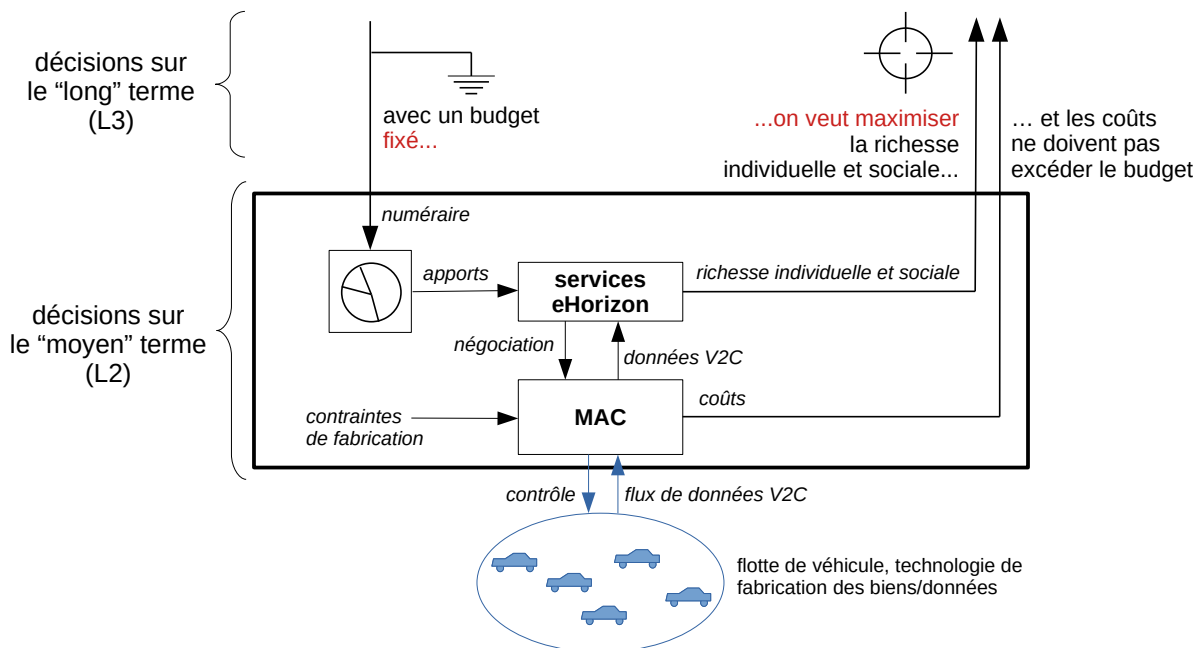 décisions sur
le “long” terme
(L3)
avec un budget
fixé...
...on veut maximiser
la richesse
individuelle et sociale...
… et les coûts
ne doivent pas
excéder le budget
numéraire
apports
services
eHorizon
richesse individuelle et sociale
décisions sur
le “moyen” terme
(L2)
négociation
données V2C
contraintes
de fabrication
MAC
coûts
contrôle
flux de données V2C
flotte de véhicule, technologie de
fabrication des biens/données